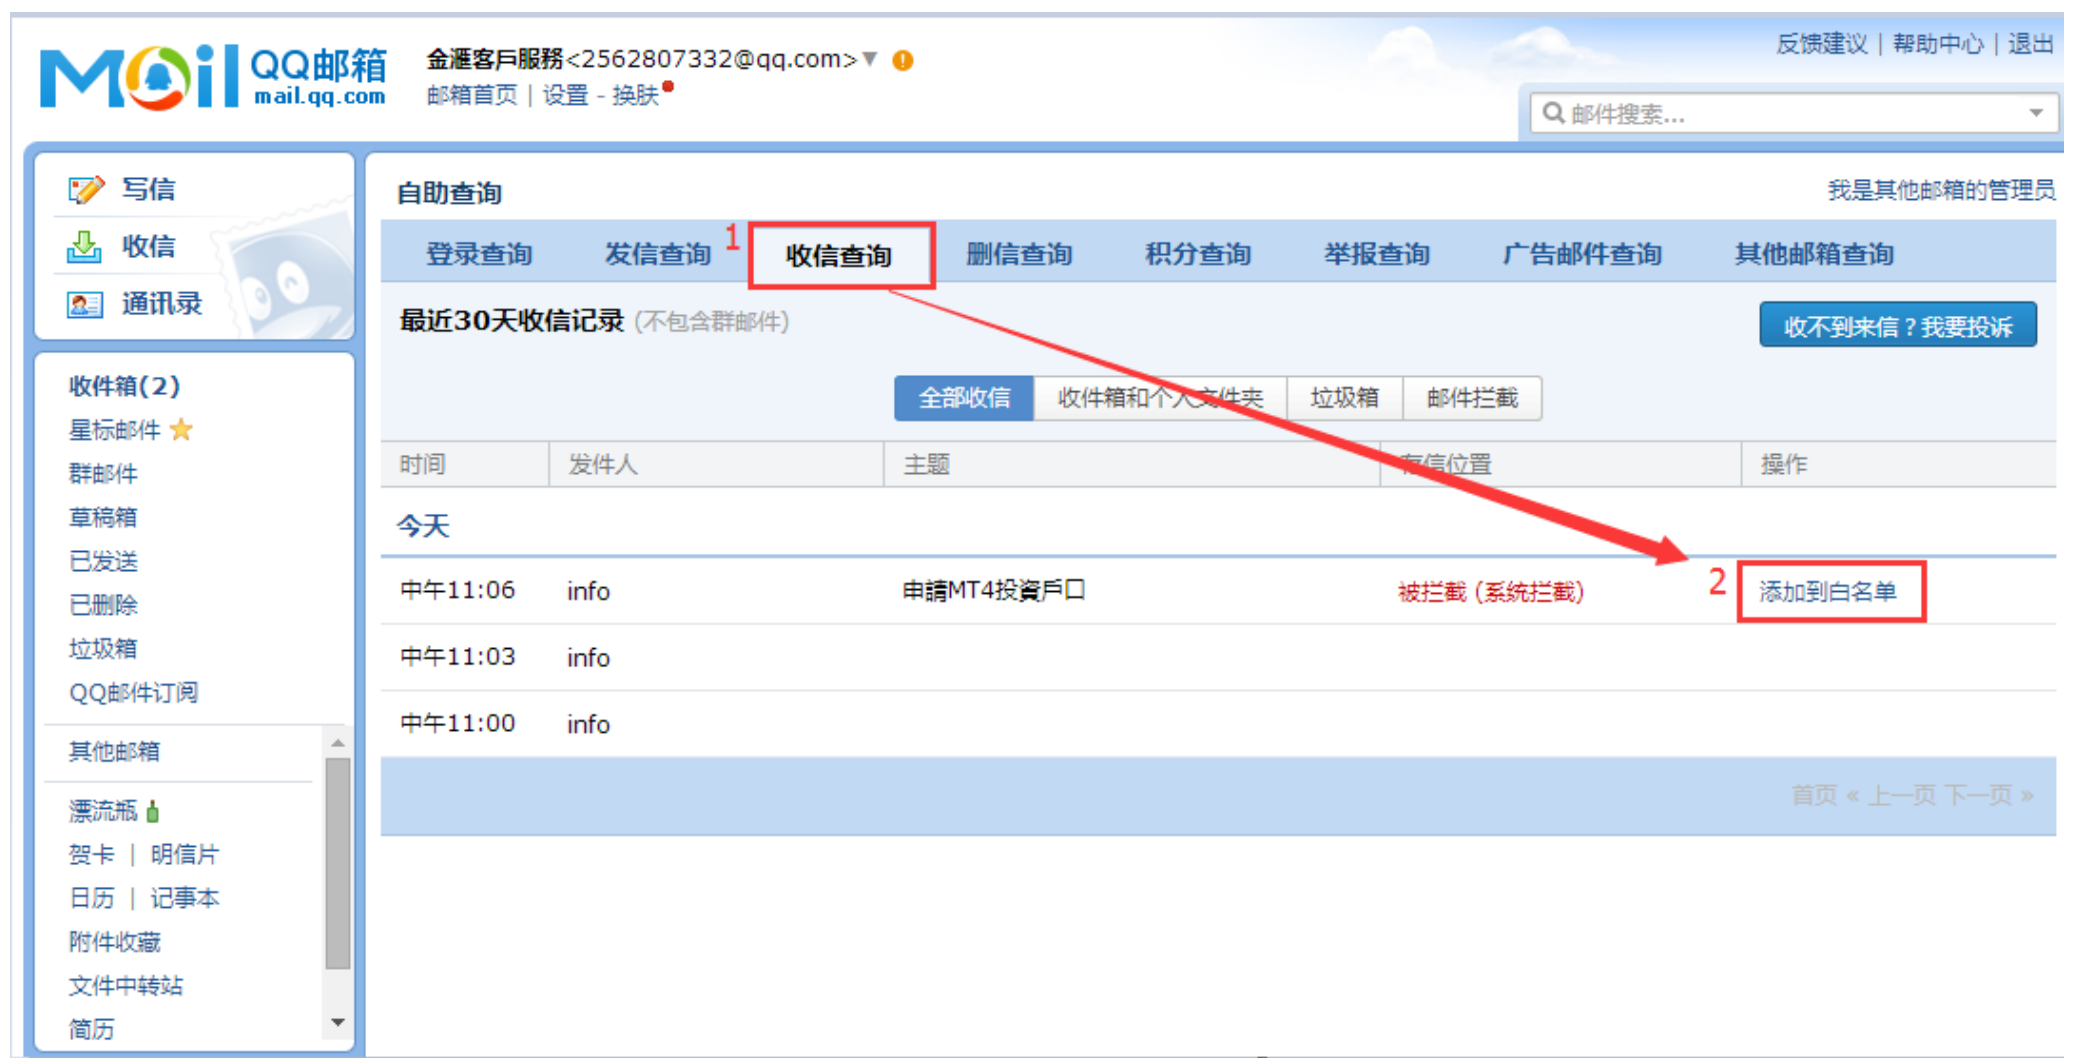 Mail QQ邮箱
mail.qq.com
金滙客戶服務<2562807332@qq.com>
邮箱首页 | 设置 - 换肤
反馈建议 | 帮助中心 | 退出
邮件搜索...
写信
收信
通讯录
收件箱(2)
星标邮件
群邮件
草稿箱
已发送
已删除
垃圾箱
QQ邮件订阅
其他邮箱
漂流瓶
贺卡 | 明信片
日历 | 记事本
附件收藏
文件中转站
简历
自助查询
我是其他邮箱的管理员
登录查询 发信查询 1 收信查询 删信查询 积分查询 举报查询 广告邮件查询 其他邮箱查询
最近30天收信记录 (不包含群邮件)
收不到来信？我要投诉
全部收信 收件箱和个人文件夹 垃圾箱 邮件拦截
时间 发件人 主题 存信位置 操作
今天
中午11:06 info 申請MT4投資戶口 被拦截 (系统拦截) 2 添加到白名单
中午11:03 info
中午11:00 info
首页 « 上一页 下一页 »